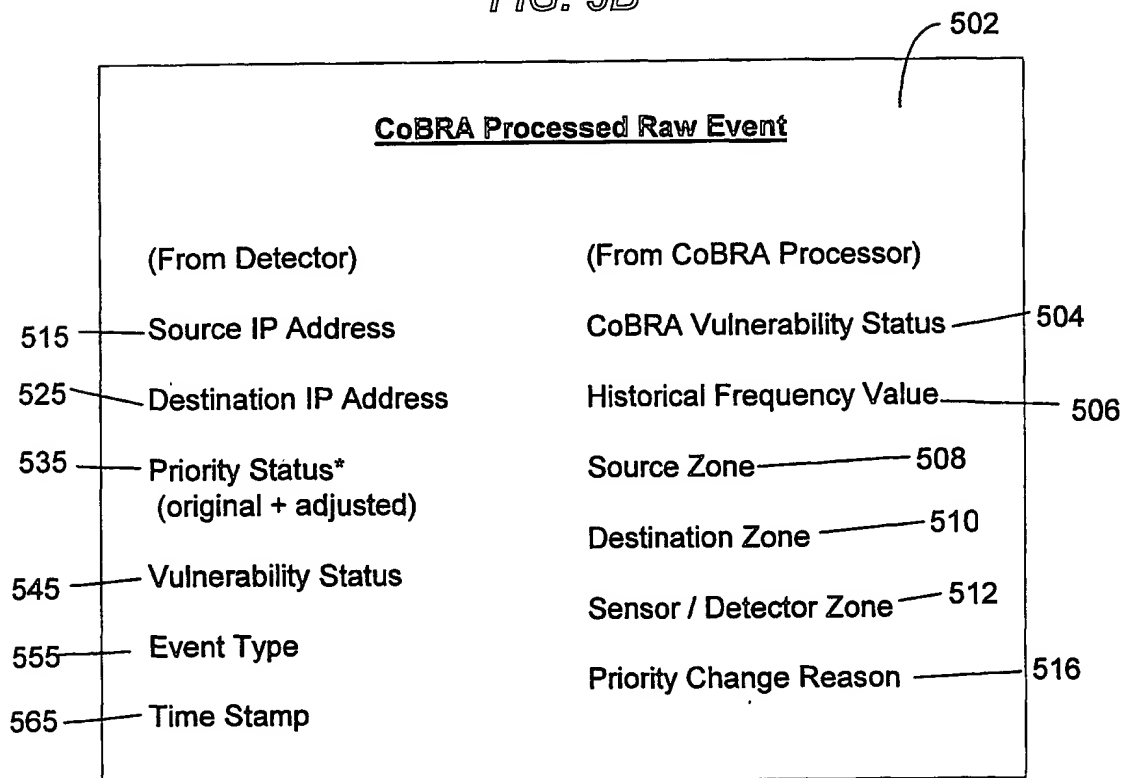 FIG. 5B
502
CoBRA Processed Raw Event
(From Detector) (From CoBRA Processor)
515 Source IP Address CoBRA Vulnerability Status 504
525 Destination IP Address Historical Frequency Value 506
535 Priority Status* Source Zone 508
(original + adjusted)
Destination Zone 510
545 Vulnerability Status
Sensor / Detector Zone 512
555 Event Type
Priority Change Reason 516
565 Time Stamp